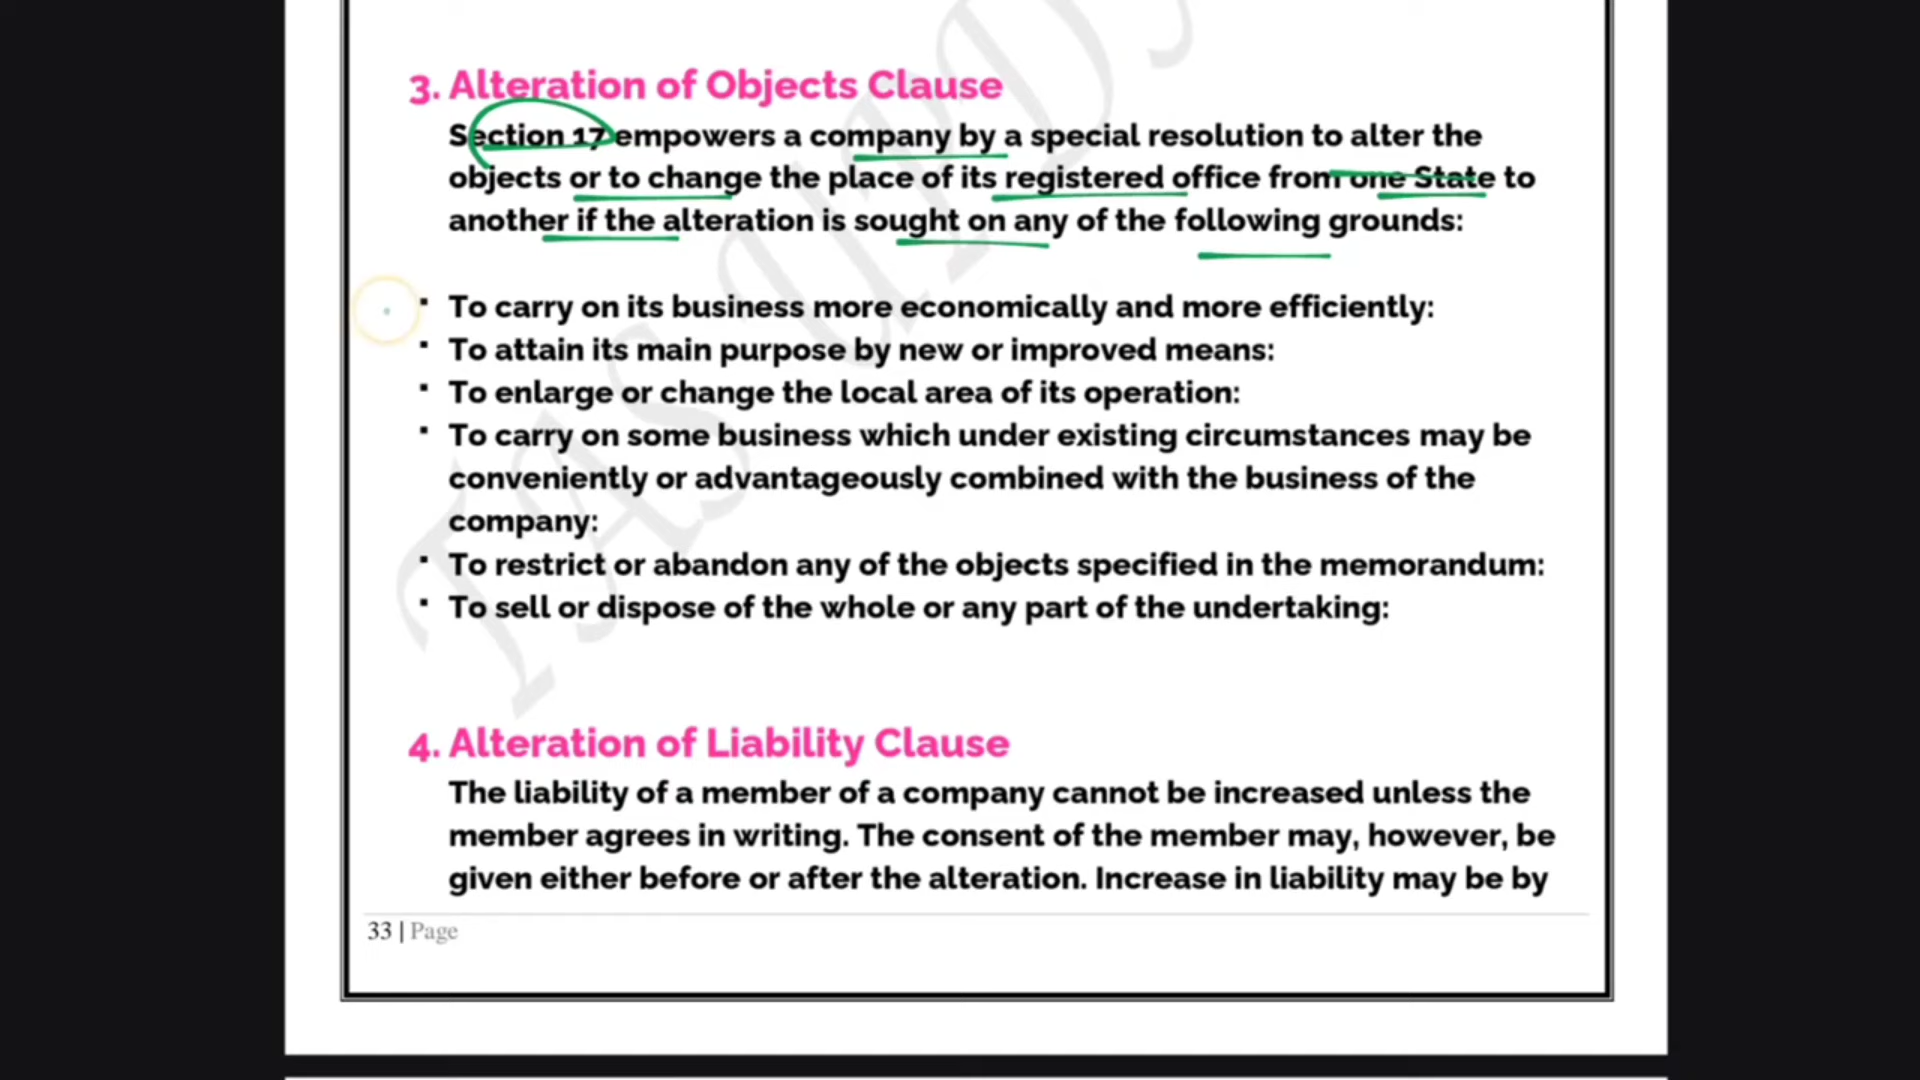 3. Alteration of Objects Clause
Section 17 empowers a company by a special resolution to alter the
objects or to change the place of its registered office from one State to
another if the alteration is sought on any of the following grounds:
▪ To carry on its business more economically and more efficiently:
▪ To attain its main purpose by new or improved means:
▪ To enlarge or change the local area of its operation:
▪ To carry on some business which under existing circumstances may be
conveniently or advantageously combined with the business of the
company:
▪ To restrict or abandon any of the objects specified in the memorandum:
▪ To sell or dispose of the whole or any part of the undertaking:
4. Alteration of Liability Clause
The liability of a member of a company cannot be increased unless the
member agrees in writing. The consent of the member may, however, be
given either before or after the alteration. Increase in liability may be by
33 | Page